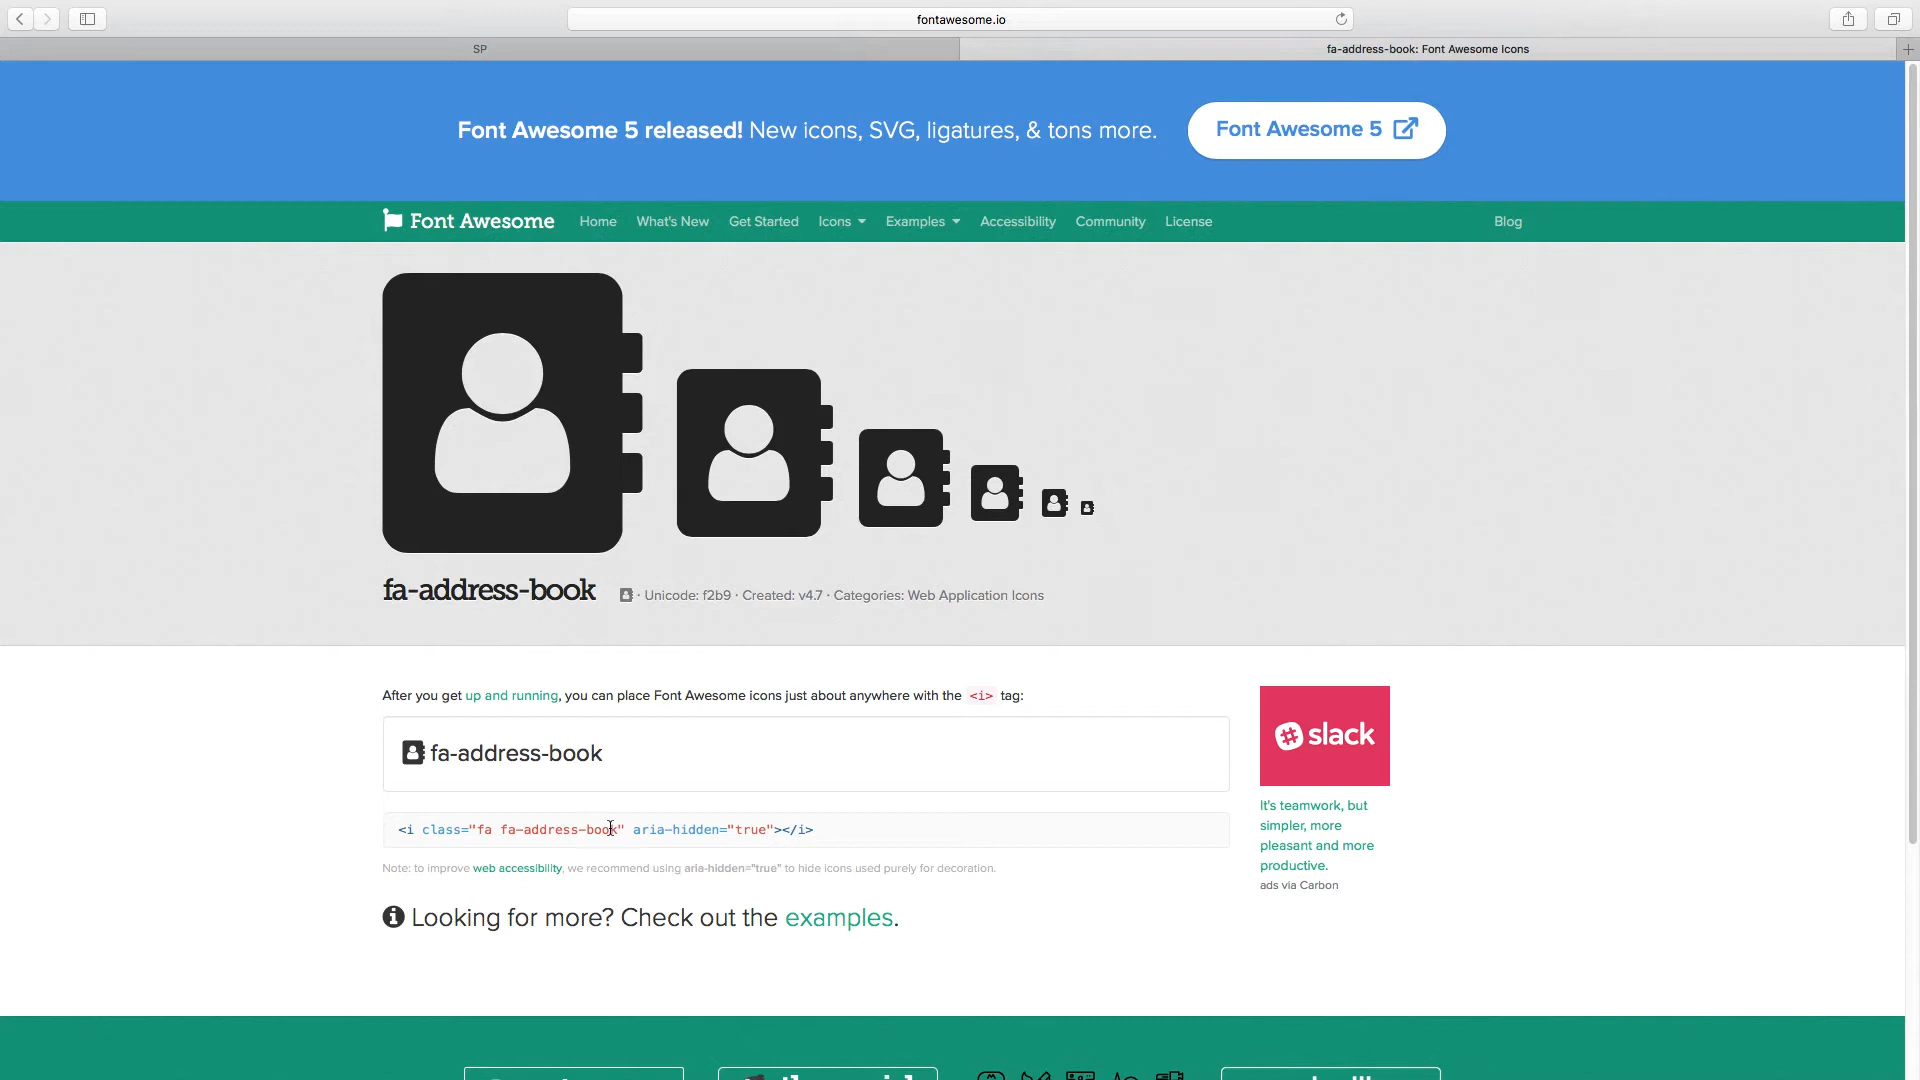 fontawesome.io
SP
fa-address-book: Font Awesome Icons
Font Awesome 5 released! New icons, SVG, ligatures, & tons more.
Font Awesome 5
Font Awesome
Home
What's New
Get Started
Icons
Examples
Accessibility
Community
License
Blog
fa-address-book
· Unicode: f2b9 · Created: v4.7 · Categories: Web Application Icons
After you get up and running, you can place Font Awesome icons just about anywhere with the <i> tag:
fa-address-book
<i class="fa fa-address-book" aria-hidden="true"></i>
Note: to improve web accessibility, we recommend using aria-hidden="true" to hide icons used purely for decoration.
Looking for more? Check out the examples.
slack
It's teamwork, but
simpler, more
pleasant and more
productive.
ads via Carbon